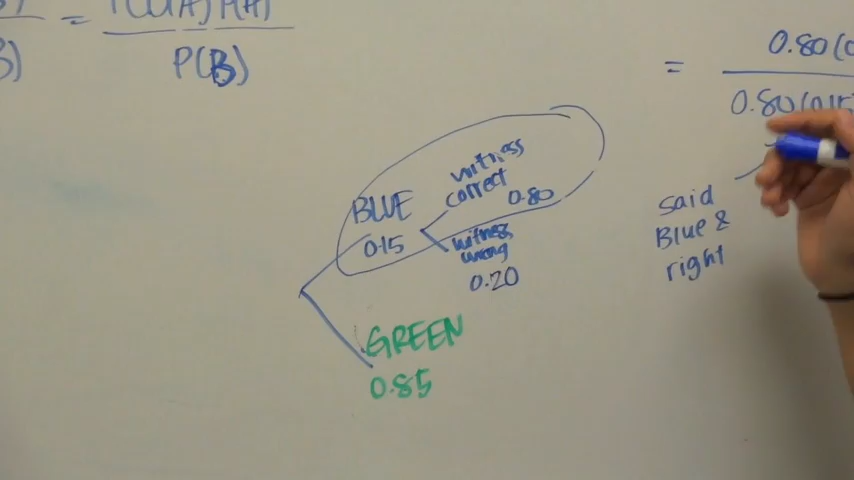 =
P(B)
B)
=
0.80(0
0.80(0.15
witness
correct
0.80
BLUE
0.15
witness
wrong
0.20
GREEN
0.85
said
Blue &
right